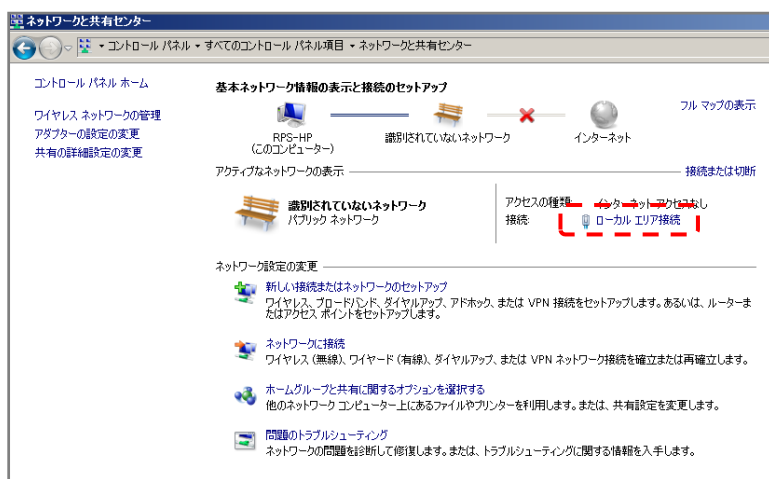 ネットワークと共有センター
コントロール パネル ▾ すべてのコントロール パネル項目 ▾ ネットワークと共有センター
コントロール パネル ホーム
ワイヤレス ネットワークの管理
アダプターの設定の変更
共有の詳細設定の変更
基本ネットワーク情報の表示と接続のセットアップ
フル マップの表示
RPS-HP
(このコンピューター)
識別されていないネットワーク
インターネット
アクティブなネットワークの表示
接続または切断
識別されていないネットワーク
パブリック ネットワーク
アクセスの種類: インターネット アクセスなし
接続: ローカル エリア接続
ネットワーク設定の変更
新しい接続またはネットワークのセットアップ
ワイヤレス、ブロードバンド、ダイヤルアップ、アドホック、または VPN 接続をセットアップします。あるいは、ルーターま
たはアクセス ポイントをセットアップします。
ネットワークに接続
ワイヤレス (無線)、ワイヤード (有線)、ダイヤルアップ、または VPN ネットワーク接続を確立または再確立します。
ホームグループと共有に関するオプションを選択する
他のネットワーク コンピューター上にあるファイルやプリンターを利用します。または、共有設定を変更します。
問題のトラブルシューティング
ネットワークの問題を診断して修復します。または、トラブルシューティングに関する情報を入手します。